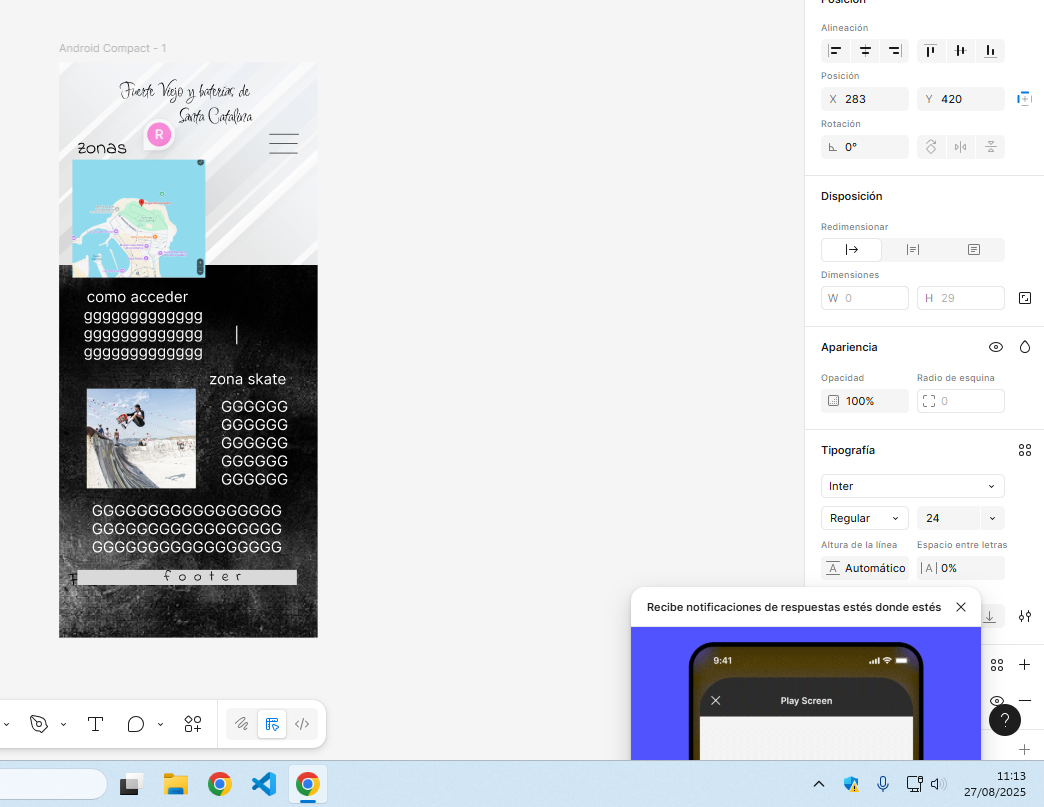 Posición
Alineación
Android Compact - 1
Fuerte Viejo y baterías de
Santa Catalina
R
zonas
Posición
X 283
Y 420
Rotación
0°
Disposición
Redimensionar
Dimensiones
W 0
H 29
como acceder
ggggggggggggg
ggggggggggggg
ggggggggggggg
zona skate
GGGGGG
GGGGGG
GGGGGG
GGGGGG
GGGGGG
GGGGGGGGGGGGGGGGG
GGGGGGGGGGGGGGGGG
GGGGGGGGGGGGGGGGG
footer
Apariencia
Opacidad
Radio de esquina
100%
0
Tipografía
Inter
Regular
24
Altura de la línea
Espacio entre letras
A Automático
|A| 0%
Recibe notificaciones de respuestas estés donde estés
9:41
Play Screen
?
11:13
27/08/2025